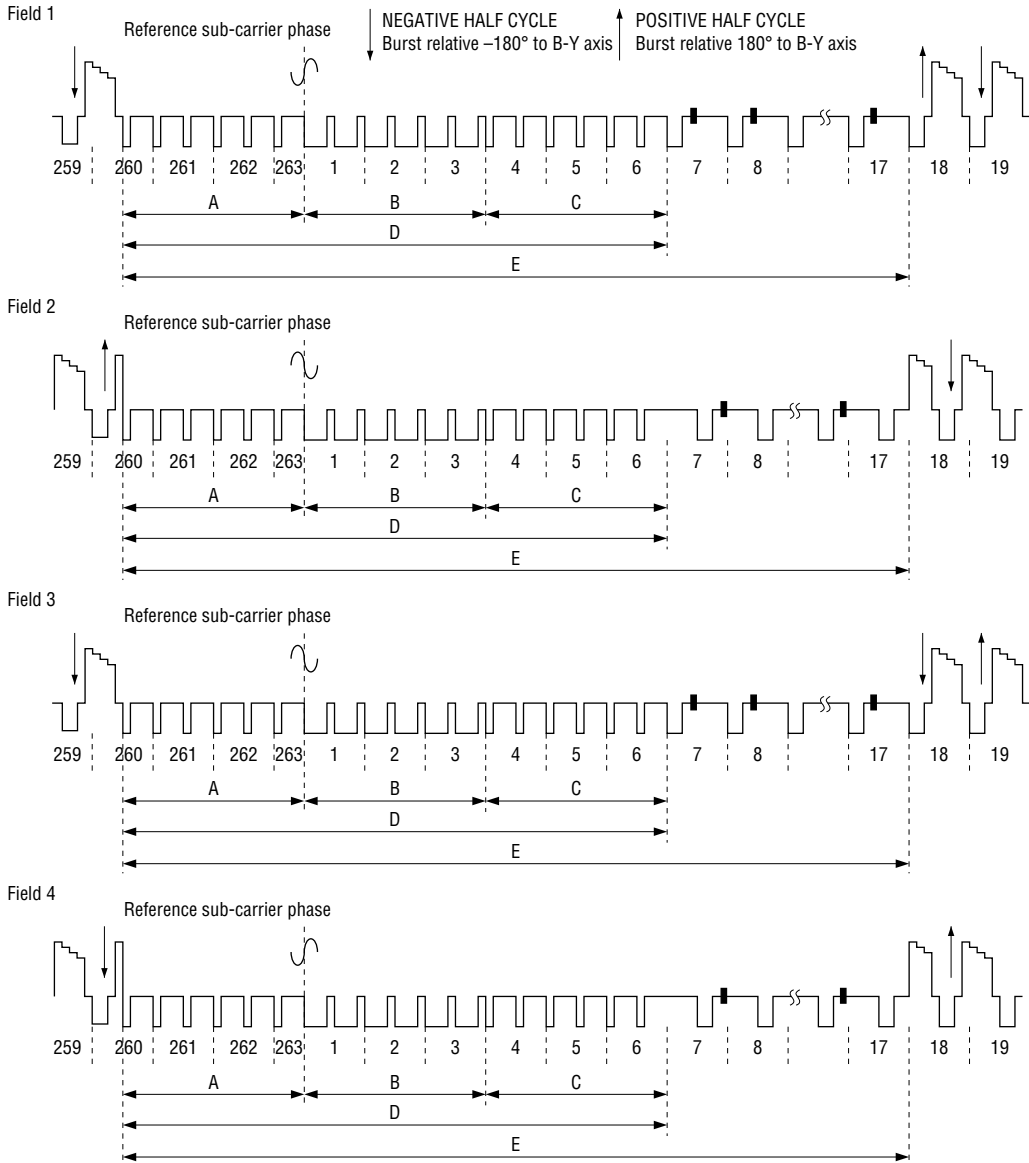 Field 1
Reference sub-carrier phase
NEGATIVE HALF CYCLE
Burst relative –180° to B-Y axis
POSITIVE HALF CYCLE
Burst relative 180° to B-Y axis
259 260 261 262 263 1 2 3 4 5 6 7 8 17 18 19
A B C
D
E
Field 2
Reference sub-carrier phase
259 260 261 262 263 1 2 3 4 5 6 7 8 17 18 19
A B C
D
E
Field 3
Reference sub-carrier phase
259 260 261 262 263 1 2 3 4 5 6 7 8 17 18 19
A B C
D
E
Field 4
Reference sub-carrier phase
259 260 261 262 263 1 2 3 4 5 6 7 8 17 18 19
A B C
D
E